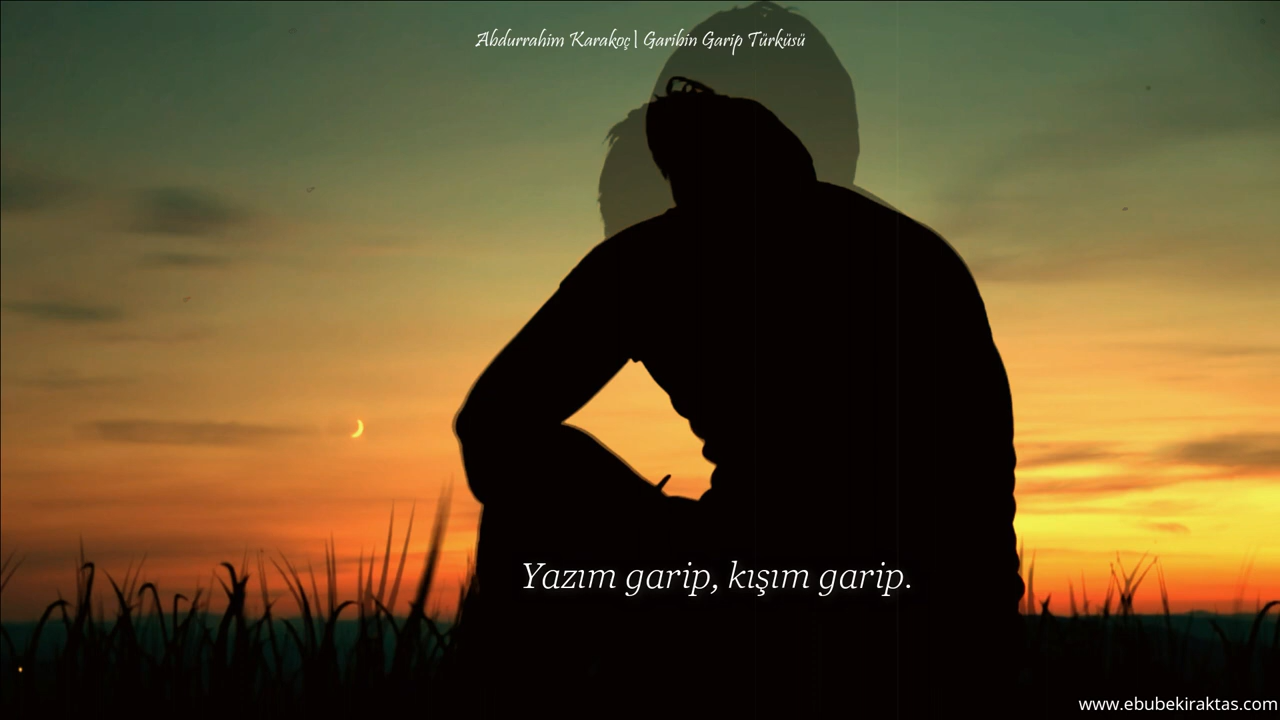 Abdurrahim Karakoç | Garibin Garip Türküsü
Yazım garip, kışım garip.
www.ebubekiraktas.com